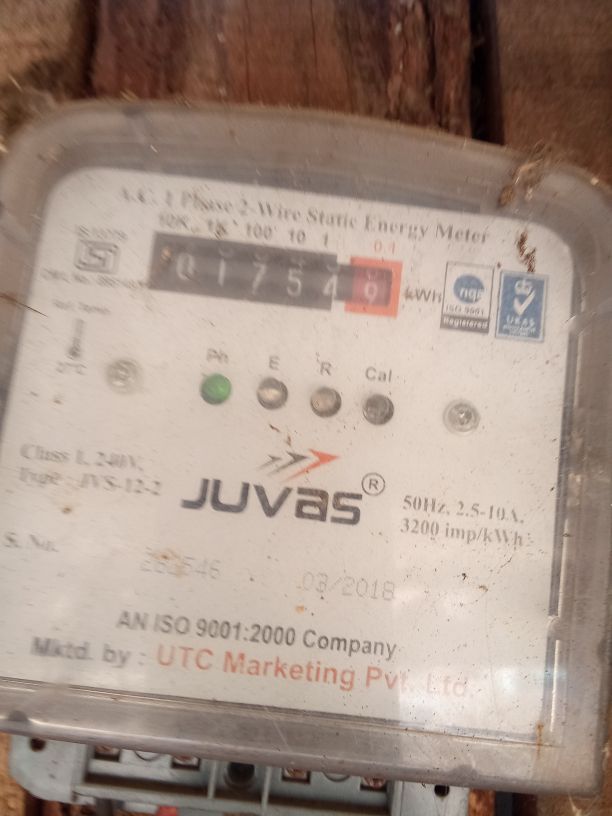 A.C. 1 Phase 2-Wire Static Energy Meter
10K 1K 100 10 1 0.1
0 1 7 5 4 9 kWh
ISO 9001
Registered
UKAS
27°C
Ph E R Cal
Class 1, 240V,
Type : JVS-12-2
JUVAS®
50Hz, 2.5-10A,
3200 imp/kWh
S. No.
03/2018
AN ISO 9001:2000 Company
Mktd. by : UTC Marketing Pvt. Ltd.